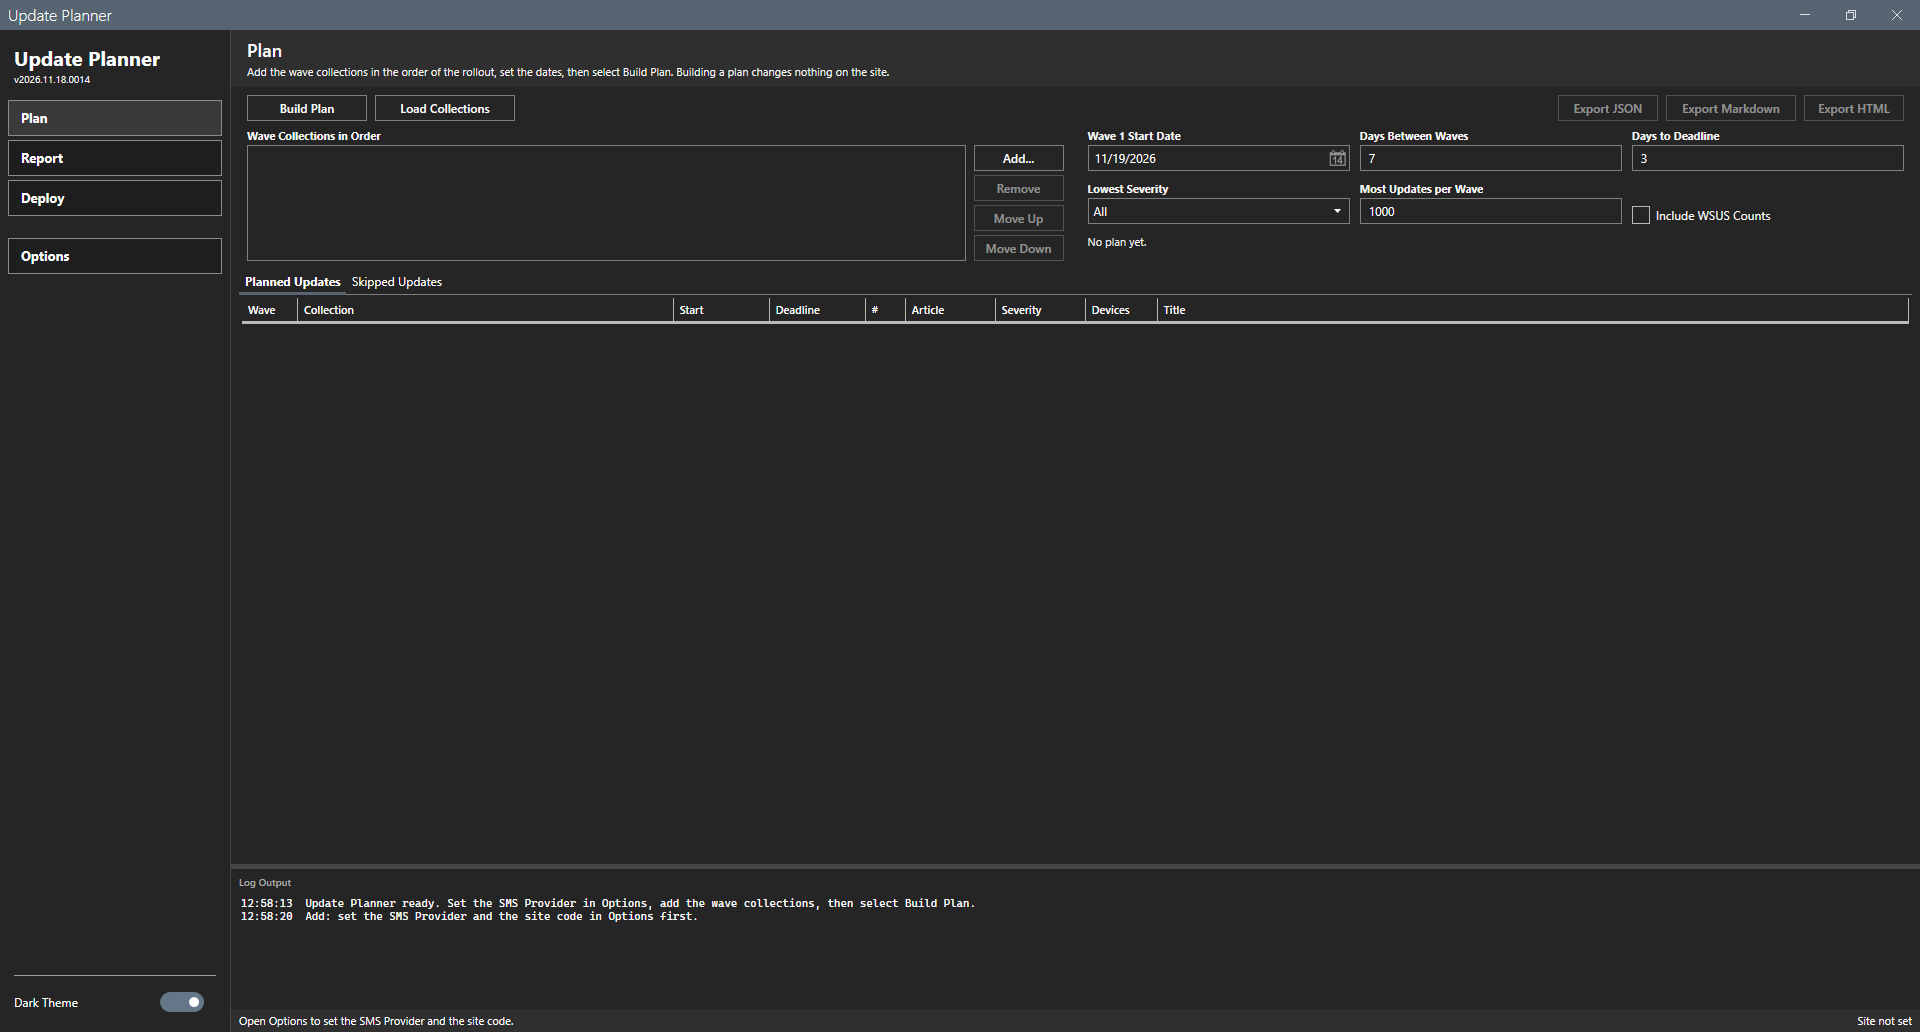 Update Planner
Update Planner
v2026.11.18.0014
Plan
Report
Deploy
Options
Dark Theme
Plan
Add the wave collections in the order of the rollout, set the dates, then select Build Plan. Building a plan changes nothing on the site.
Build Plan
Load Collections
Export JSON
Export Markdown
Export HTML
Wave Collections in Order
Add...
Remove
Move Up
Move Down
Wave 1 Start Date
11/19/2026
14
Days Between Waves
7
Days to Deadline
3
Lowest Severity
All
Most Updates per Wave
1000
Include WSUS Counts
No plan yet.
Planned Updates
Skipped Updates
Wave
Collection
Start
Deadline
#
Article
Severity
Devices
Title
Log Output
12:58:13 Update Planner ready. Set the SMS Provider in Options, add the wave collections, then select Build Plan.
12:58:20 Add: set the SMS Provider and the site code in Options first.
Open Options to set the SMS Provider and the site code.
Site not set